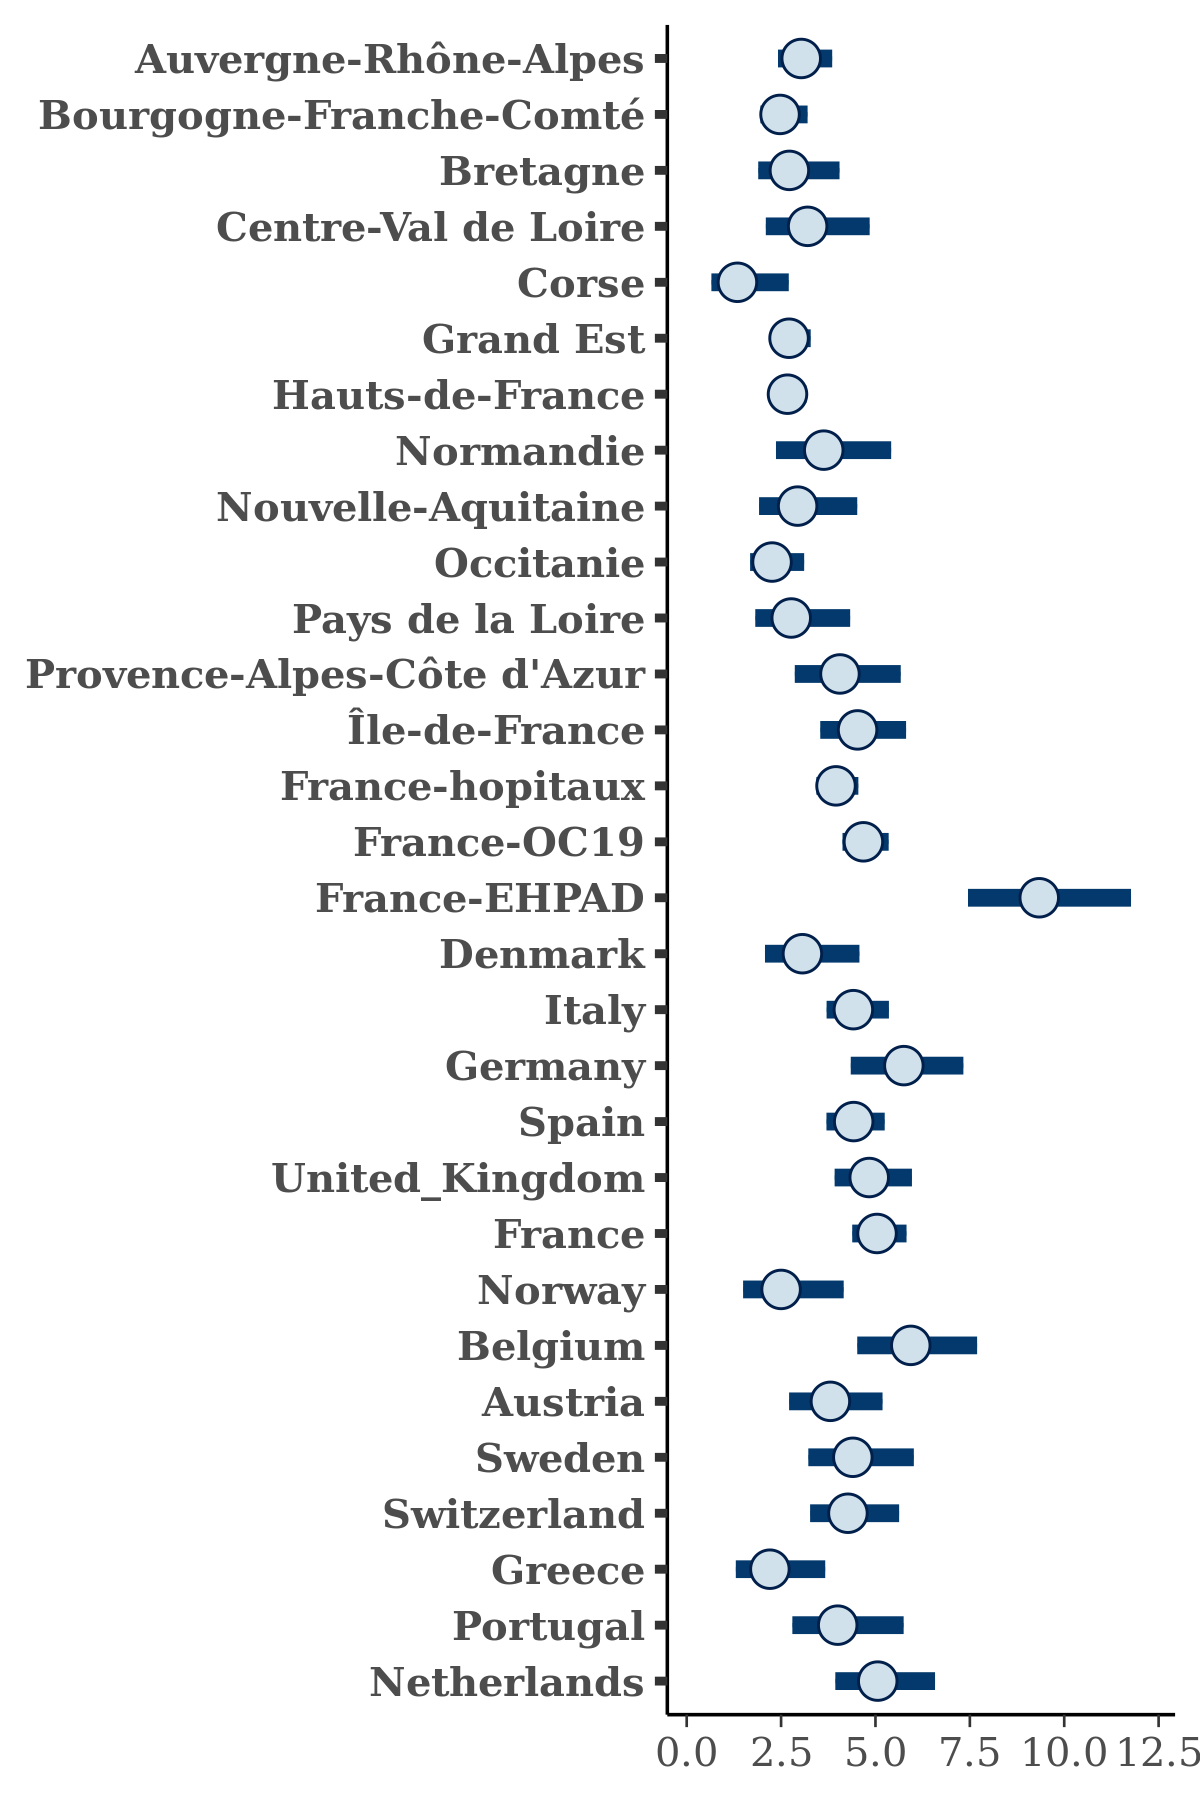 Auvergne-Rhône-Alpes
Bourgogne-Franche-Comté
Bretagne
Centre-Val de Loire
Corse
Grand Est
Hauts-de-France
Normandie
Nouvelle-Aquitaine
Occitanie
Pays de la Loire
Provence-Alpes-Côte d'Azur
Île-de-France
France-hopitaux
France-OC19
France-EHPAD
Denmark
Italy
Germany
Spain
United_Kingdom
France
Norway
Belgium
Austria
Sweden
Switzerland
Greece
Portugal
Netherlands
0.0 2.5 5.0 7.5 10.0 12.5